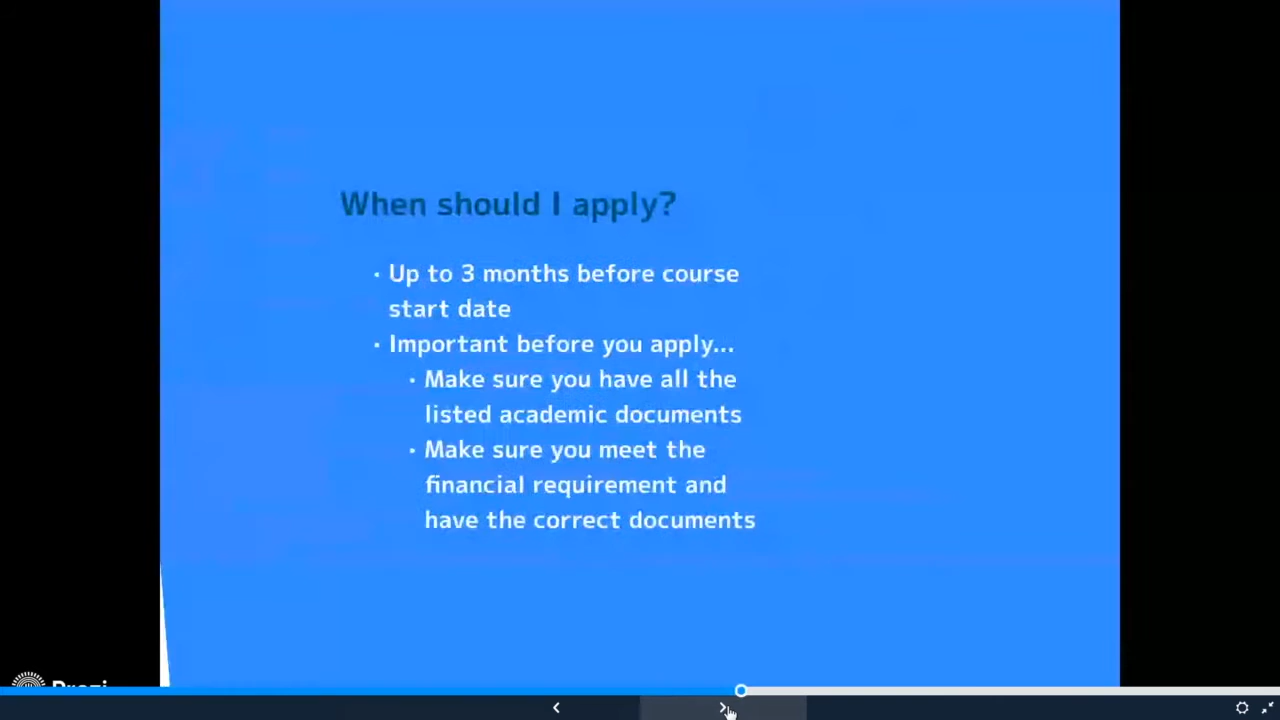 When should I apply?
· Up to 3 months before course
start date
· Important before you apply...
· Make sure you have all the
listed academic documents
· Make sure you meet the
financial requirement and
have the correct documents
Prezi